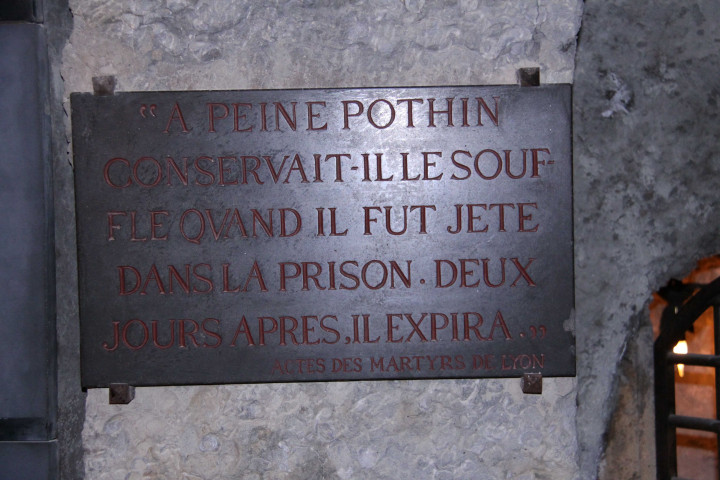 “A PEINE POTHIN
CONSERVAIT-IL LE SOUF-
FLE QVAND IL FUT JETE
DANS LA PRISON. DEUX
JOURS APRES, IL EXPIRA.„
ACTES DES MARTYRS DE LYON